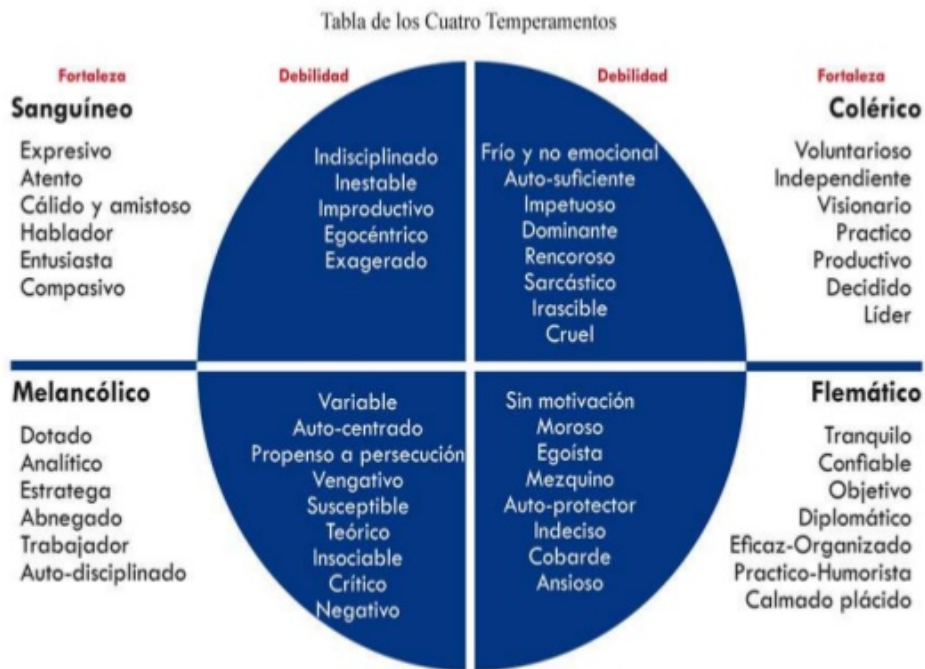 Tabla de los Cuatro Temperamentos
Fortaleza
Debilidad
Debilidad
Fortaleza
Sanguíneo
Expresivo
Atento
Cálido y amistoso
Hablador
Entusiasta
Compasivo
Indisciplinado
Inestable
Improductivo
Egocéntrico
Exagerado
Frío y no emocional
Auto-suficiente
Impetuoso
Dominante
Rencoroso
Sarcástico
Irascible
Cruel
Colérico
Voluntarioso
Independiente
Visionario
Practico
Productivo
Decidido
Líder
Melancólico
Dotado
Analítico
Estratega
Abnegado
Trabajador
Auto-disciplinado
Variable
Auto-centrado
Propenso a persecución
Vengativo
Susceptible
Teórico
Insociable
Crítico
Negativo
Sin motivación
Moroso
Egoísta
Mezquino
Auto-protector
Indeciso
Cobarde
Ansioso
Flemático
Tranquilo
Confiable
Objetivo
Diplomático
Eficaz-Organizado
Practico-Humorista
Calmado plácido